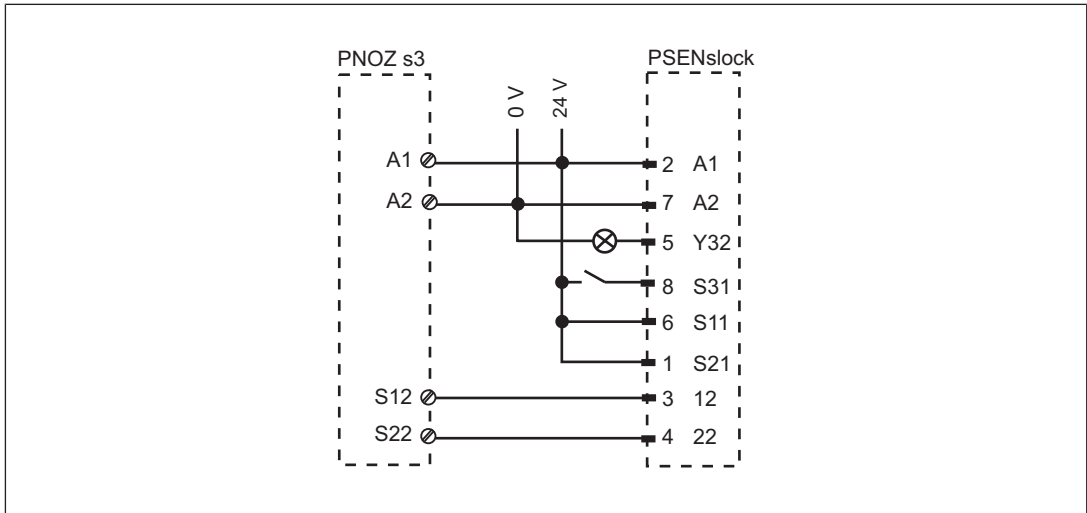 PNOZ s3
PSENslock
0 V
24 V
A1
2 A1
A2
7 A2
5 Y32
8 S31
6 S11
1 S21
S12
3 12
S22
4 22